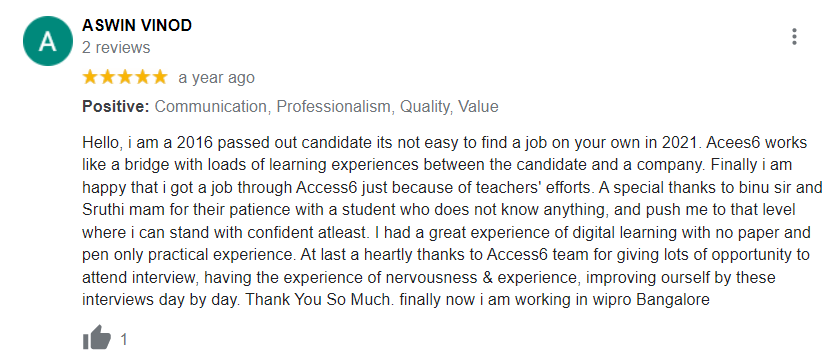 A
ASWIN VINOD
2 reviews
a year ago
Positive: Communication, Professionalism, Quality, Value
Hello, i am a 2016 passed out candidate its not easy to find a job on your own in 2021. Acees6 works
like a bridge with loads of learning experiences between the candidate and a company. Finally i am
happy that i got a job through Access6 just because of teachers' efforts. A special thanks to binu sir and
Sruthi mam for their patience with a student who does not know anything, and push me to that level
where i can stand with confident atleast. I had a great experience of digital learning with no paper and
pen only practical experience. At last a heartly thanks to Access6 team for giving lots of opportunity to
attend interview, having the experience of nervousness & experience, improving ourself by these
interviews day by day. Thank You So Much. finally now i am working in wipro Bangalore
1